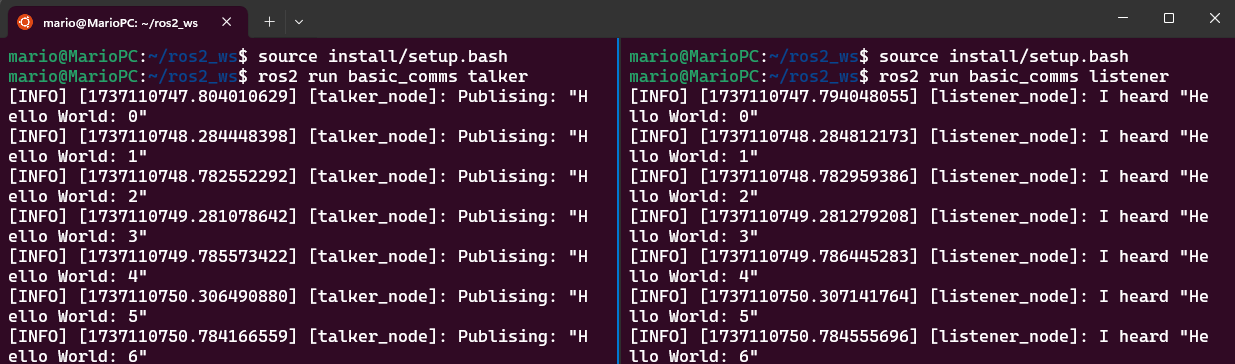 mario@MarioPC: ~/ros2_ws
mario@MarioPC:~/ros2_ws$ source install/setup.bash
mario@MarioPC:~/ros2_ws$ ros2 run basic_comms talker
[INFO] [1737110747.804010629] [talker_node]: Publising: "H
ello World: 0"
[INFO] [1737110748.284448398] [talker_node]: Publising: "H
ello World: 1"
[INFO] [1737110748.782552292] [talker_node]: Publising: "H
ello World: 2"
[INFO] [1737110749.281078642] [talker_node]: Publising: "H
ello World: 3"
[INFO] [1737110749.785573422] [talker_node]: Publising: "H
ello World: 4"
[INFO] [1737110750.306490880] [talker_node]: Publising: "H
ello World: 5"
[INFO] [1737110750.784166559] [talker_node]: Publising: "H
ello World: 6"
mario@MarioPC:~/ros2_ws$ source install/setup.bash
mario@MarioPC:~/ros2_ws$ ros2 run basic_comms listener
[INFO] [1737110747.794048055] [listener_node]: I heard "He
llo World: 0"
[INFO] [1737110748.284812173] [listener_node]: I heard "He
llo World: 1"
[INFO] [1737110748.782959386] [listener_node]: I heard "He
llo World: 2"
[INFO] [1737110749.281279208] [listener_node]: I heard "He
llo World: 3"
[INFO] [1737110749.786445283] [listener_node]: I heard "He
llo World: 4"
[INFO] [1737110750.307141764] [listener_node]: I heard "He
llo World: 5"
[INFO] [1737110750.784555696] [listener_node]: I heard "He
llo World: 6"